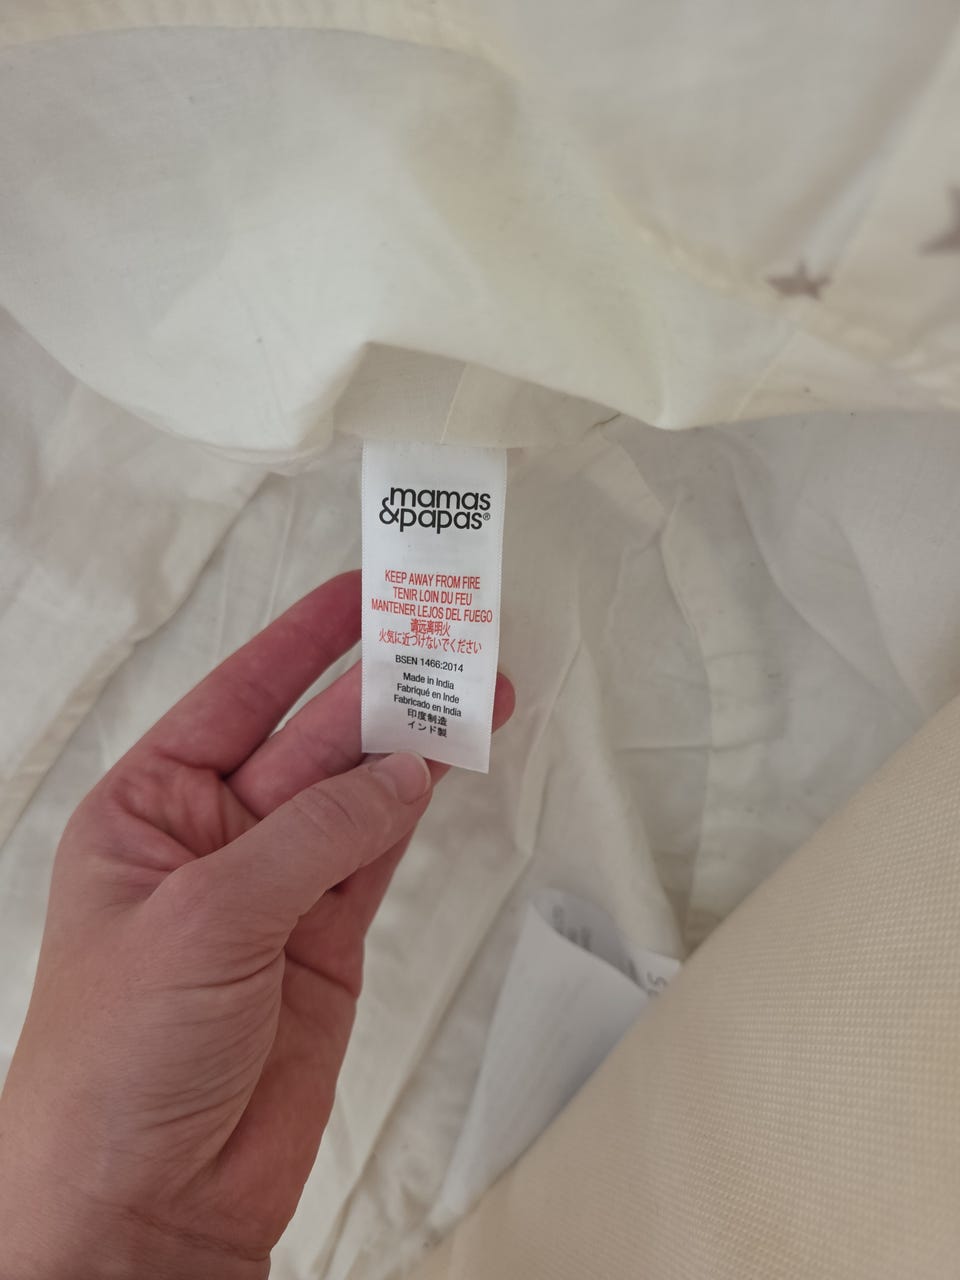 mamas
&papas®
KEEP AWAY FROM FIRE
TENIR LOIN DU FEU
MANTENER LEJOS DEL FUEGO
请远离明火
火気に近づけないでください
BSEN 1466:2014
Made in India
Fabriqué en Inde
Fabricado en India
印度制造
インド製